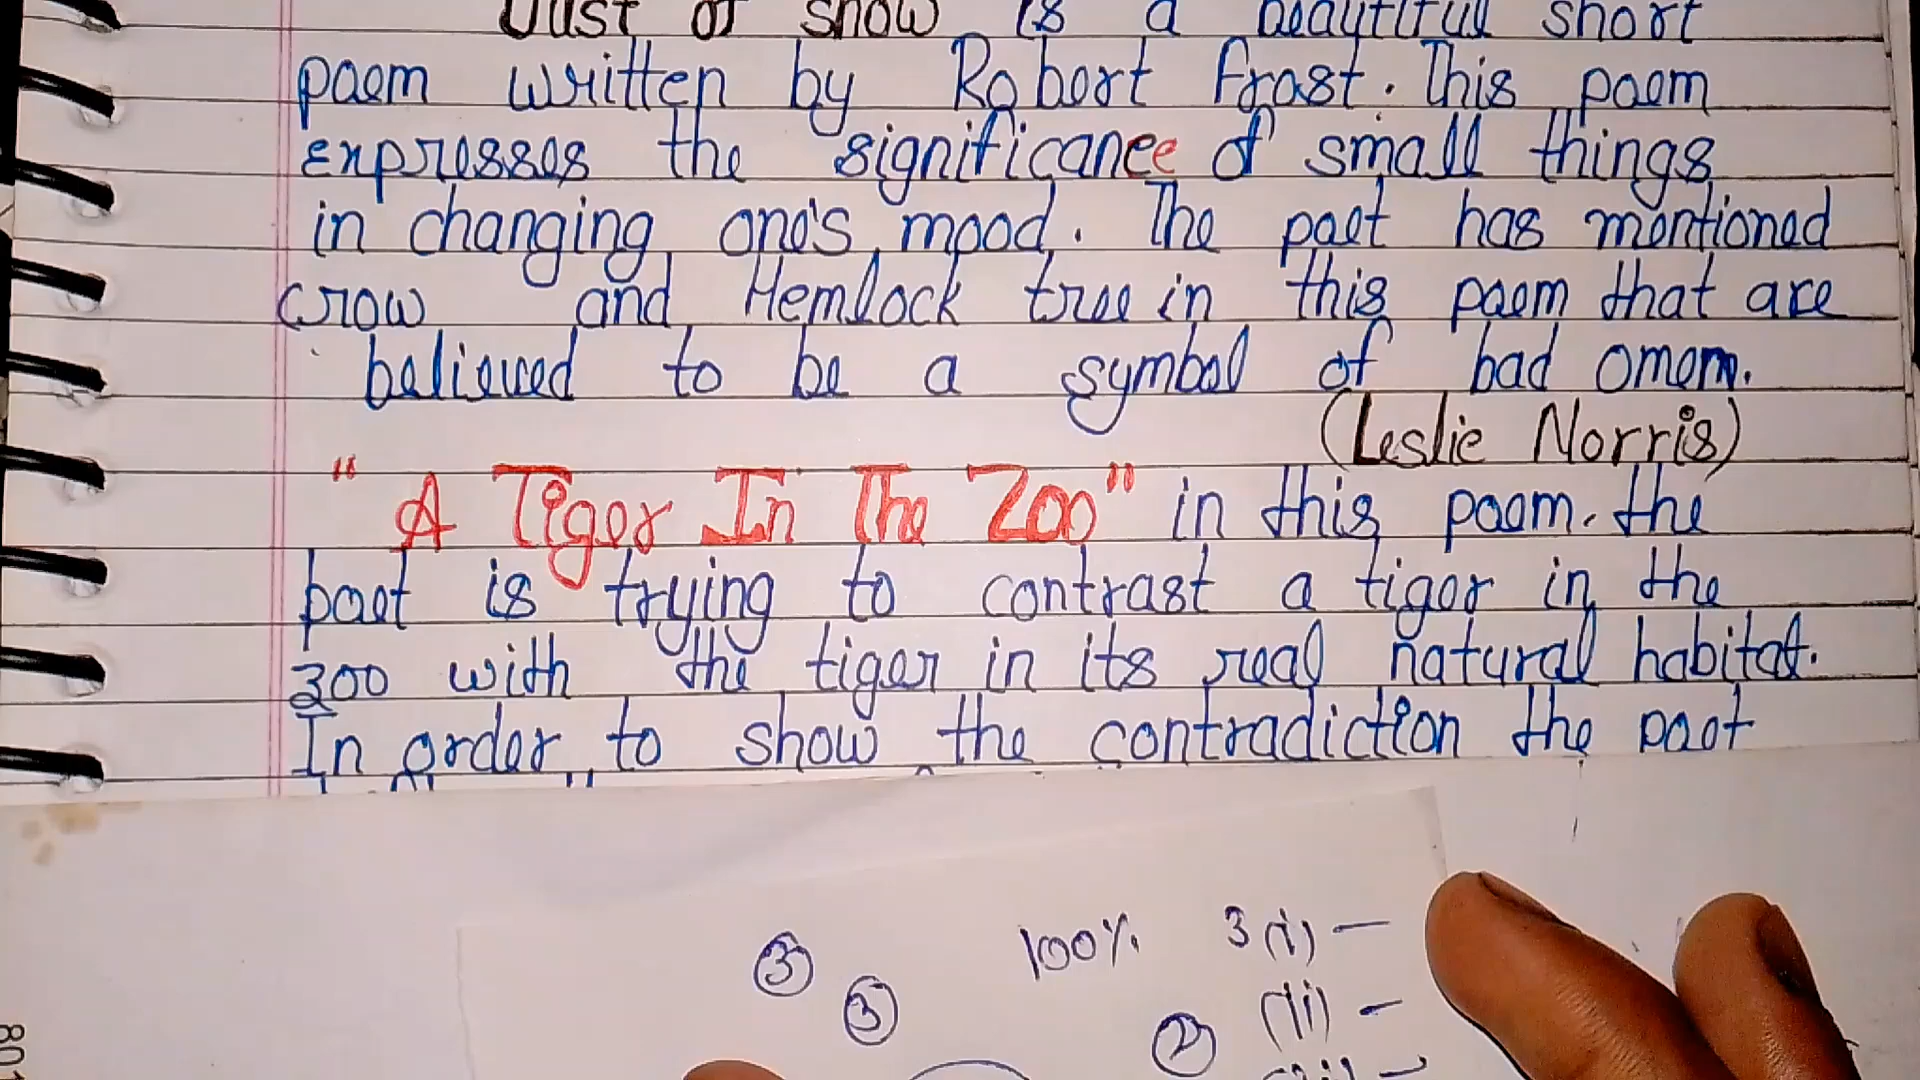 Dust of snow is a beautiful short
poem written by Robert Frost. This poem
expresses the significance of small things
in changing one's mood. The poet has mentioned
crow and Hemlock tree in this poem that are
believed to be a symbol of bad omem.
(Leslie Norris)
"A Tiger In The Zoo" in this poem. the
poet is trying to contrast a tiger in the
zoo with the tiger in its real natural habitat.
In order to show the contradiction the poet
③ 100% 3(i) —
③ (ii) —
②
801